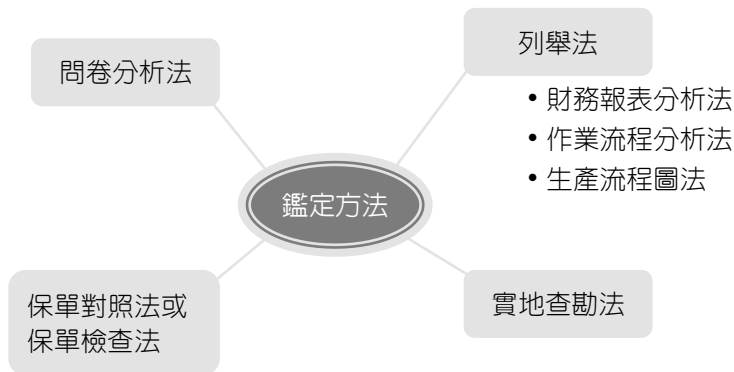 問卷分析法
列舉法
• 財務報表分析法
• 作業流程分析法
• 生產流程圖法
鑑定方法
保單對照法或
保單檢查法
實地查勘法